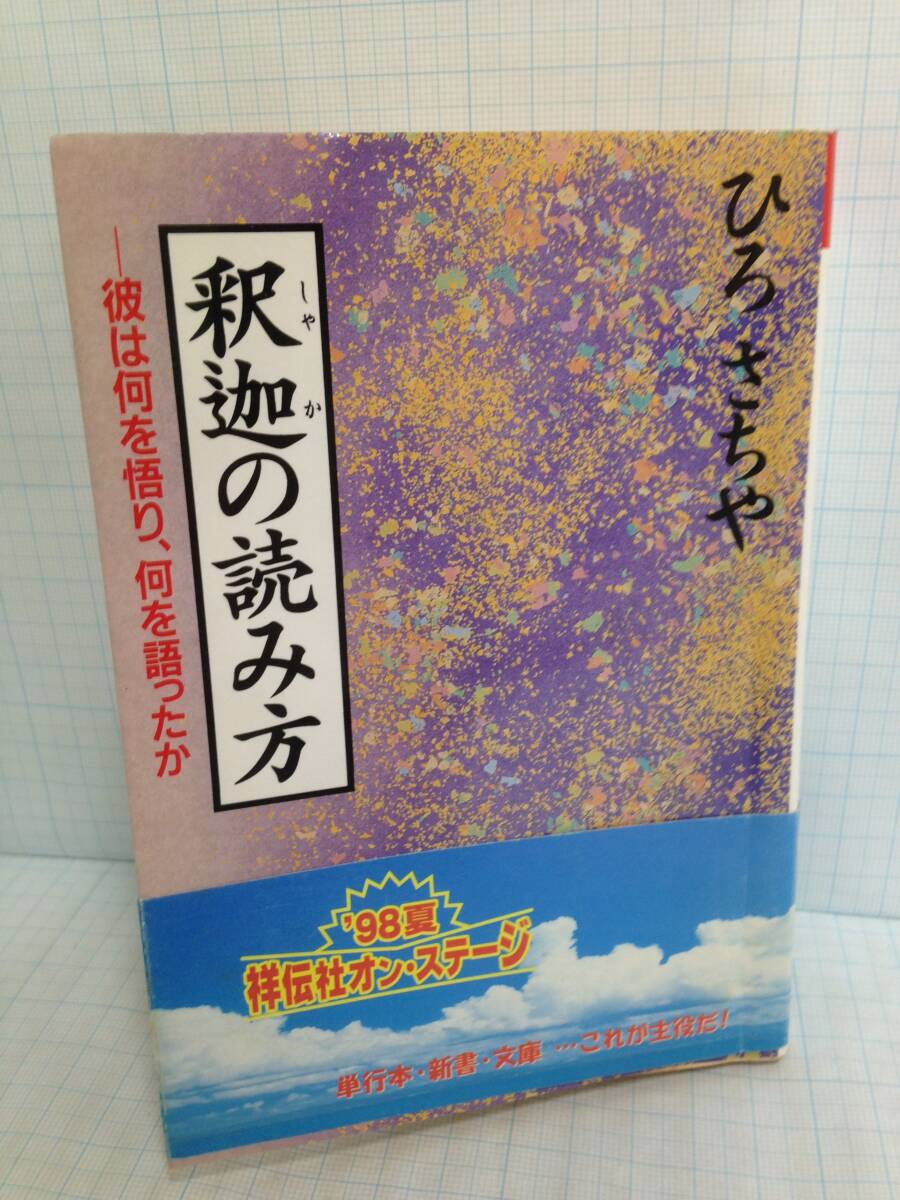 ひろ さちや
釈迦の読み方
しゃ か
―彼は何を悟り、何を語ったか
'98夏
祥伝社オン・ステージ
単行本・新書・文庫 …これが主役だ!